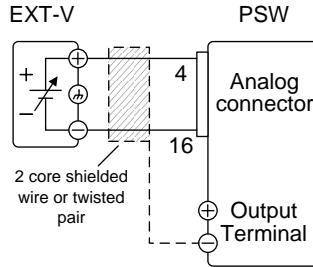 EXT-V
PSW
+
-
4
16
Analog
connector
2 core shielded
wire or twisted
pair
Output
Terminal